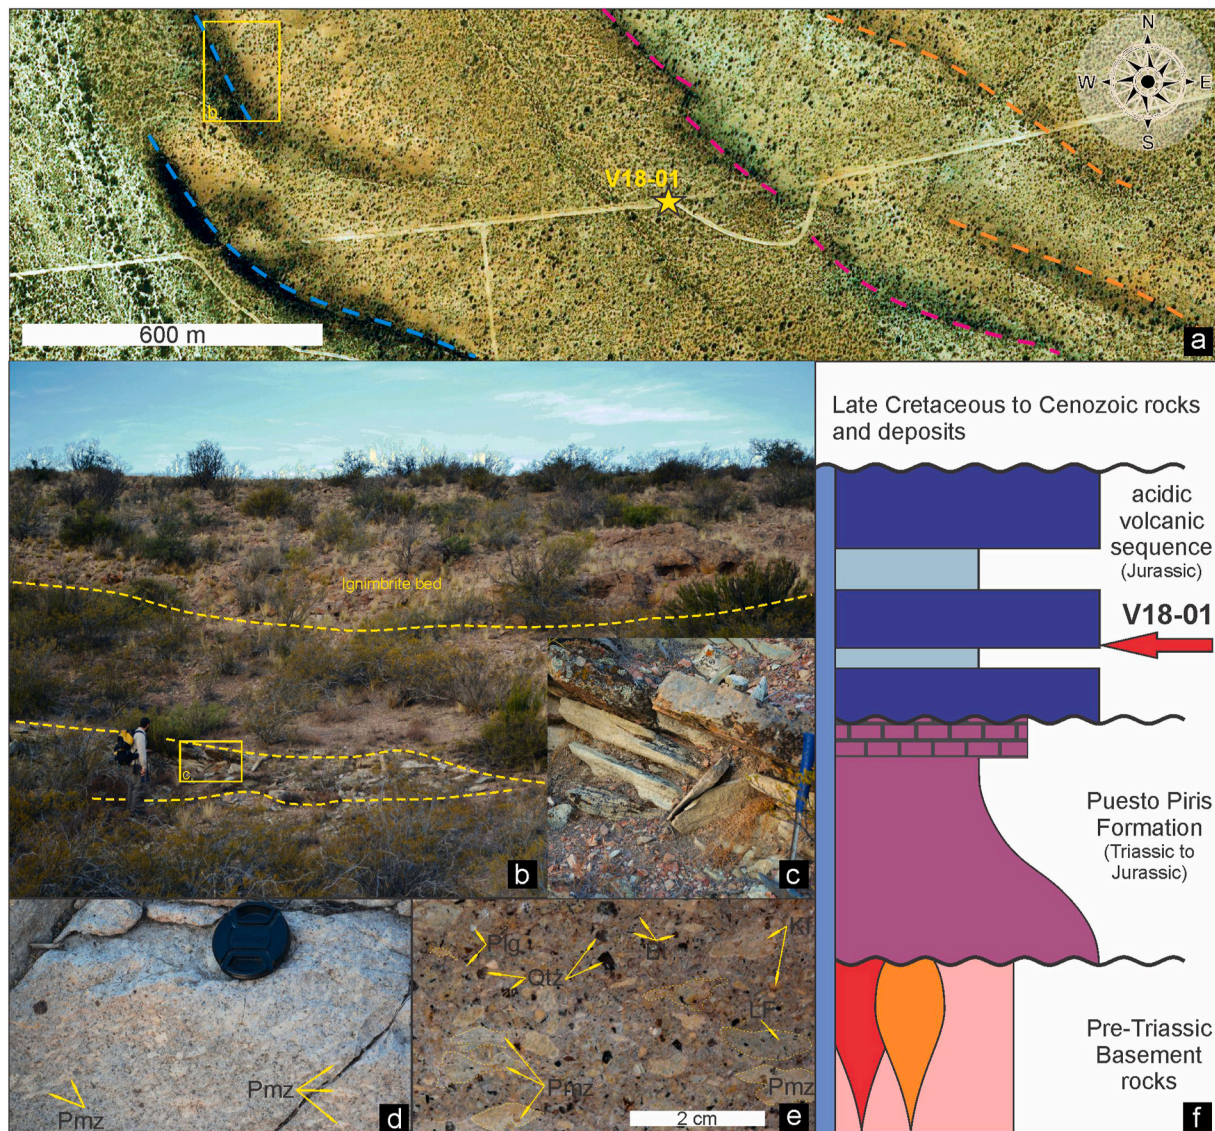 N
W
E
S
b
V18-01
600 m
a
Ignimbrite bed
c
b
c
Late Cretaceous to Cenozoic rocks
and deposits
acidic
volcanic
sequence
(Jurassic)
V18-01
Puesto Piris
Formation
(Triassic to
Jurassic)
Pre-Triassic
Basement
rocks
f
Pmz
Pmz
d
Plg
Qtz
Bt
Kf
LF
Pmz
Pmz
2 cm
e